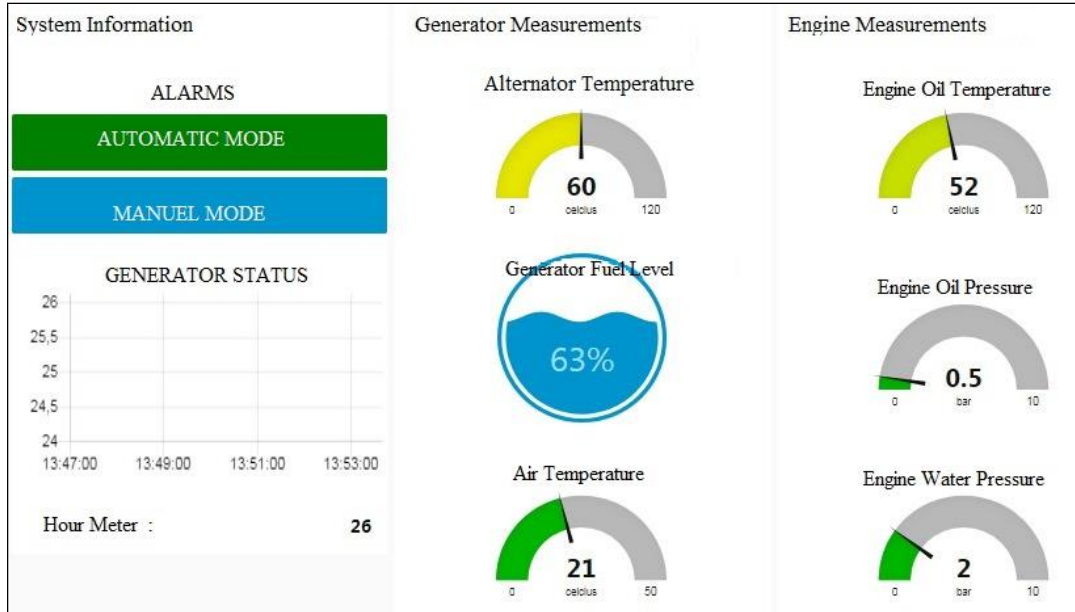 System Information
ALARMS
AUTOMATIC MODE
MANUEL MODE
GENERATOR STATUS
26
25,5
25
24,5
24
13:47:00 13:49:00 13:51:00 13:53:00
Hour Meter : 26
Generator Measurements
Alternator Temperature
60
0 celcius 120
Generator Fuel Level
63%
Air Temperature
21
0 celcius 50
Engine Measurements
Engine Oil Temperature
52
0 celcius 120
Engine Oil Pressure
0.5
0 bar 10
Engine Water Pressure
2
0 bar 10